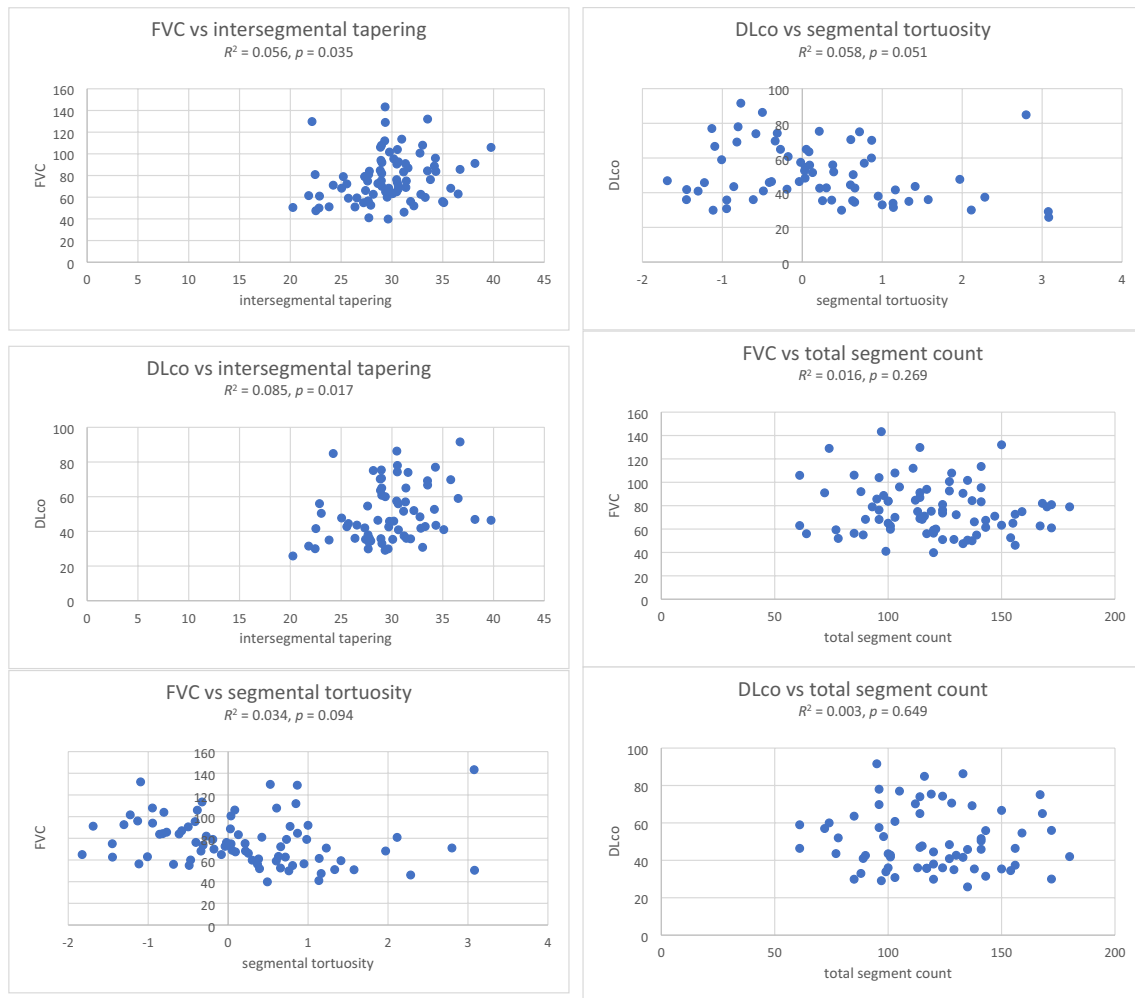 FVC vs intersegmental tapering
R² = 0.056, p = 0.035
160
140
120
100
80
60
40
20
0
FVC
0 5 10 15 20 25 30 35 40 45
intersegmental tapering
DLco vs segmental tortuosity
R² = 0.058, p = 0.051
100
80
60
40
20
0
DLco
-2 -1 0 1 2 3 4
segmental tortuosity
DLco vs intersegmental tapering
R² = 0.085, p = 0.017
100
80
60
40
20
0
DLco
0 5 10 15 20 25 30 35 40 45
intersegmental tapering
FVC vs total segment count
R² = 0.016, p = 0.269
160
140
120
100
80
60
40
20
0
FVC
0 50 100 150 200
total segment count
FVC vs segmental tortuosity
R² = 0.034, p = 0.094
160
140
120
100
80
60
40
20
0
FVC
-2 -1 0 1 2 3 4
segmental tortuosity
DLco vs total segment count
R² = 0.003, p = 0.649
100
80
60
40
20
0
DLco
0 50 100 150 200
total segment count